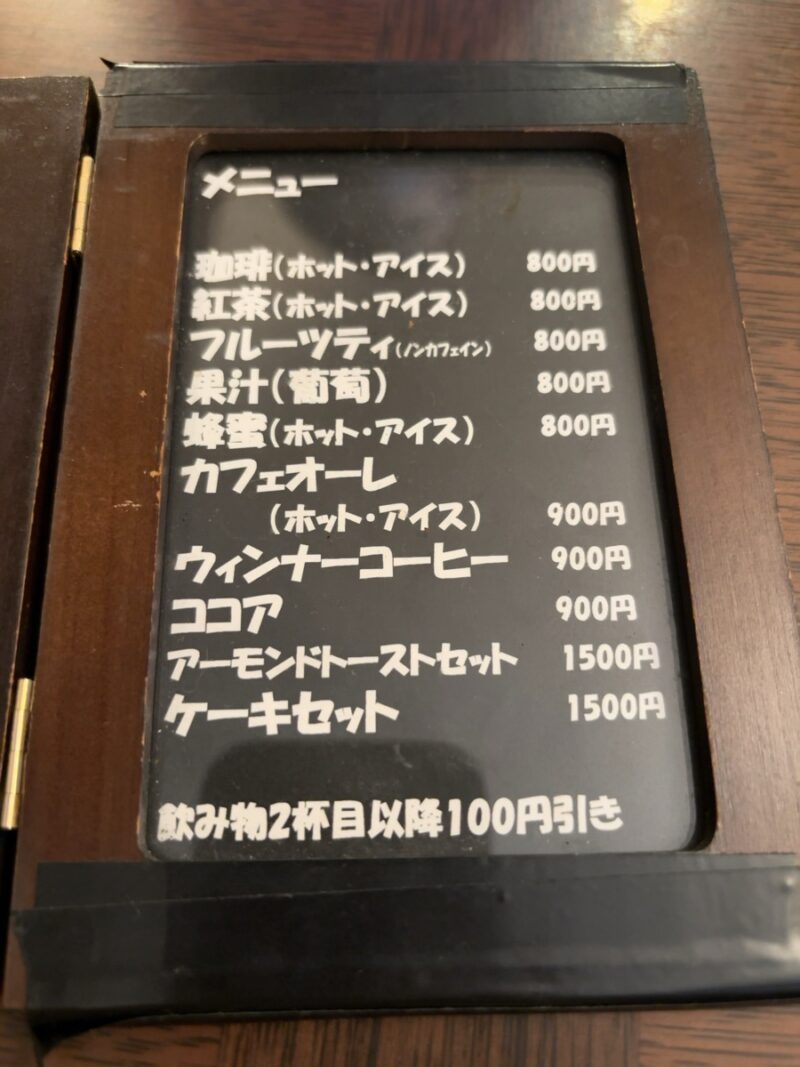 メニュー
珈琲(ホット・アイス) 800円
紅茶(ホット・アイス) 800円
フルーツティ(ノンカフェイン) 800円
果汁(葡萄) 800円
蜂蜜(ホット・アイス) 800円
カフェオーレ
(ホット・アイス) 900円
ウィンナーコーヒー 900円
ココア 900円
アーモンドトーストセット 1500円
ケーキセット 1500円
飲み物2杯目以降100円引き